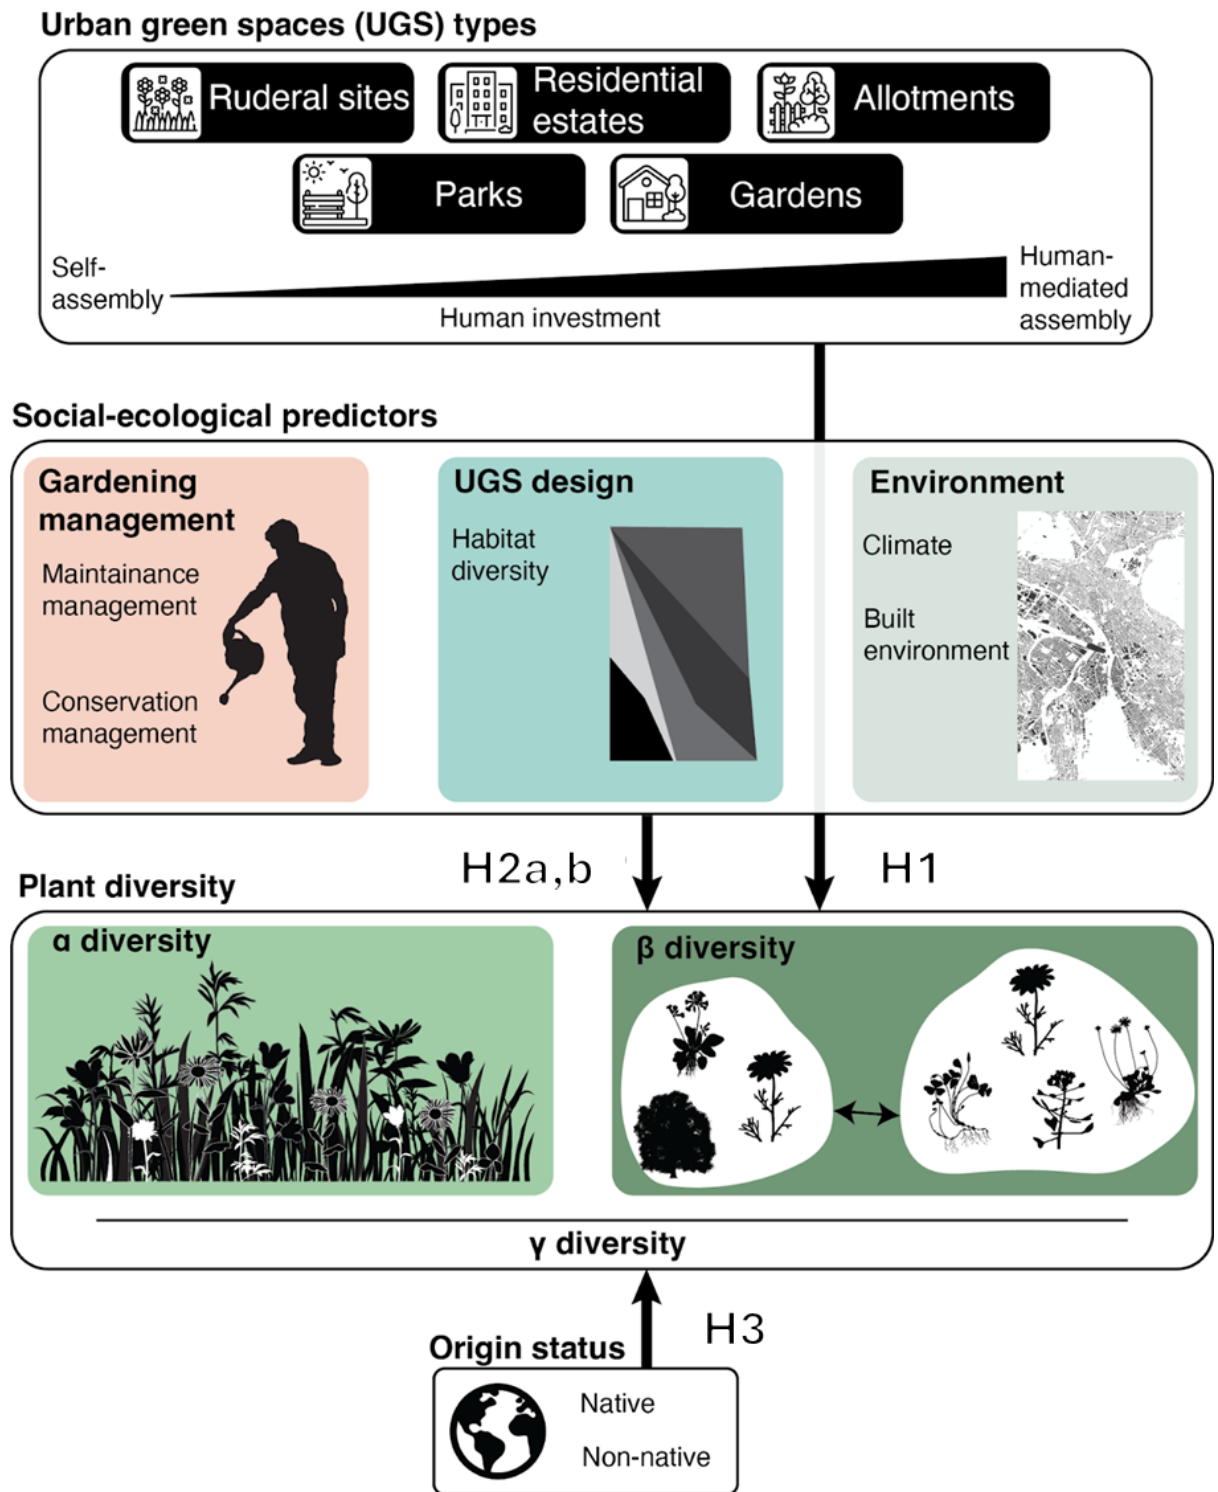 Urban green spaces (UGS) types
Ruderal sites
Residential
estates
Allotments
Parks
Gardens
Self-
assembly
Human investment
Human-
mediated
assembly
Social-ecological predictors
Gardening
management
Maintainance
management
Conservation
management
UGS design
Habitat
diversity
Environment
Climate
Built
environment
H2a,b
H1
Plant diversity
α diversity
β diversity
γ diversity
H3
Origin status
Native
Non-native